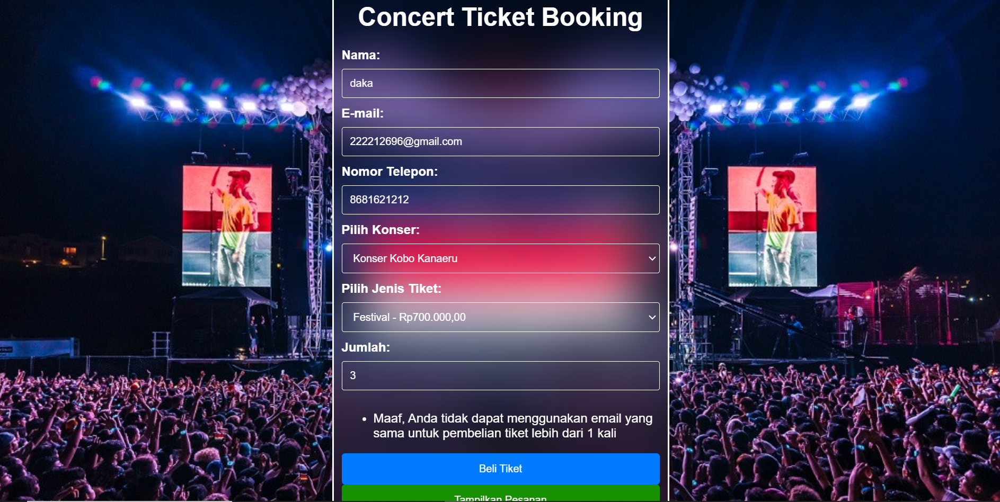 Concert Ticket Booking
Nama:
daka
E-mail:
222212696@gmail.com
Nomor Telepon:
8681621212
Pilih Konser:
Konser Kobo Kanaeru
Pilih Jenis Tiket:
Festival - Rp700.000,00
Jumlah:
3
• Maaf, Anda tidak dapat menggunakan email yang
sama untuk pembelian tiket lebih dari 1 kali
Beli Tiket
Tampilkan Pesanan